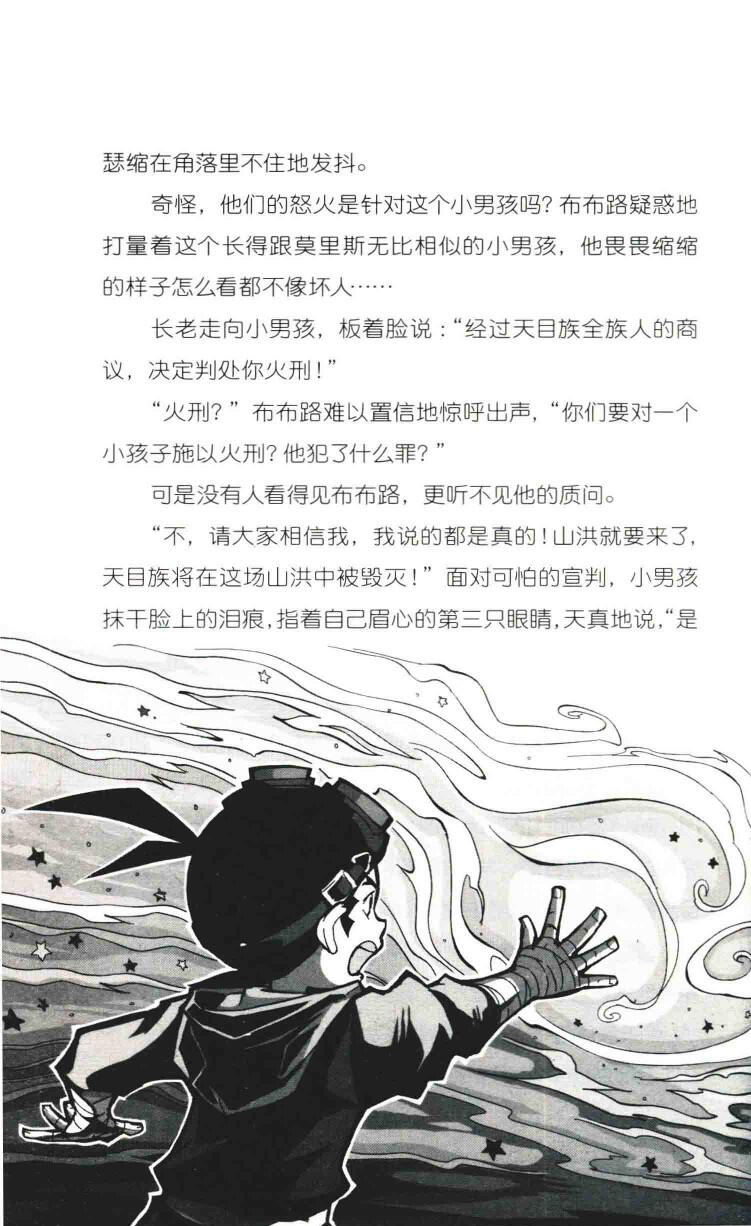 瑟缩在角落里不住地发抖。
奇怪，他们的怒火是针对这个小男孩吗？布布路疑惑地
打量着这个长得跟莫里斯无比相似的小男孩，他畏畏缩缩
的样子怎么看都不像坏人……
长老走向小男孩，板着脸说：“经过天目族全族人的商
议，决定判处你火刑！”
“火刑？”布布路难以置信地惊呼出声，“你们要对一个
小孩子施以火刑？他犯了什么罪？”
可是没有人看得见布布路，更听不见他的质问。
“不，请大家相信我，我说的都是真的！山洪就要来了，
天目族将在这场山洪中被毁灭！”面对可怕的宣判，小男孩
抹干脸上的泪痕，指着自己眉心的第三只眼睛，天真地说，“是